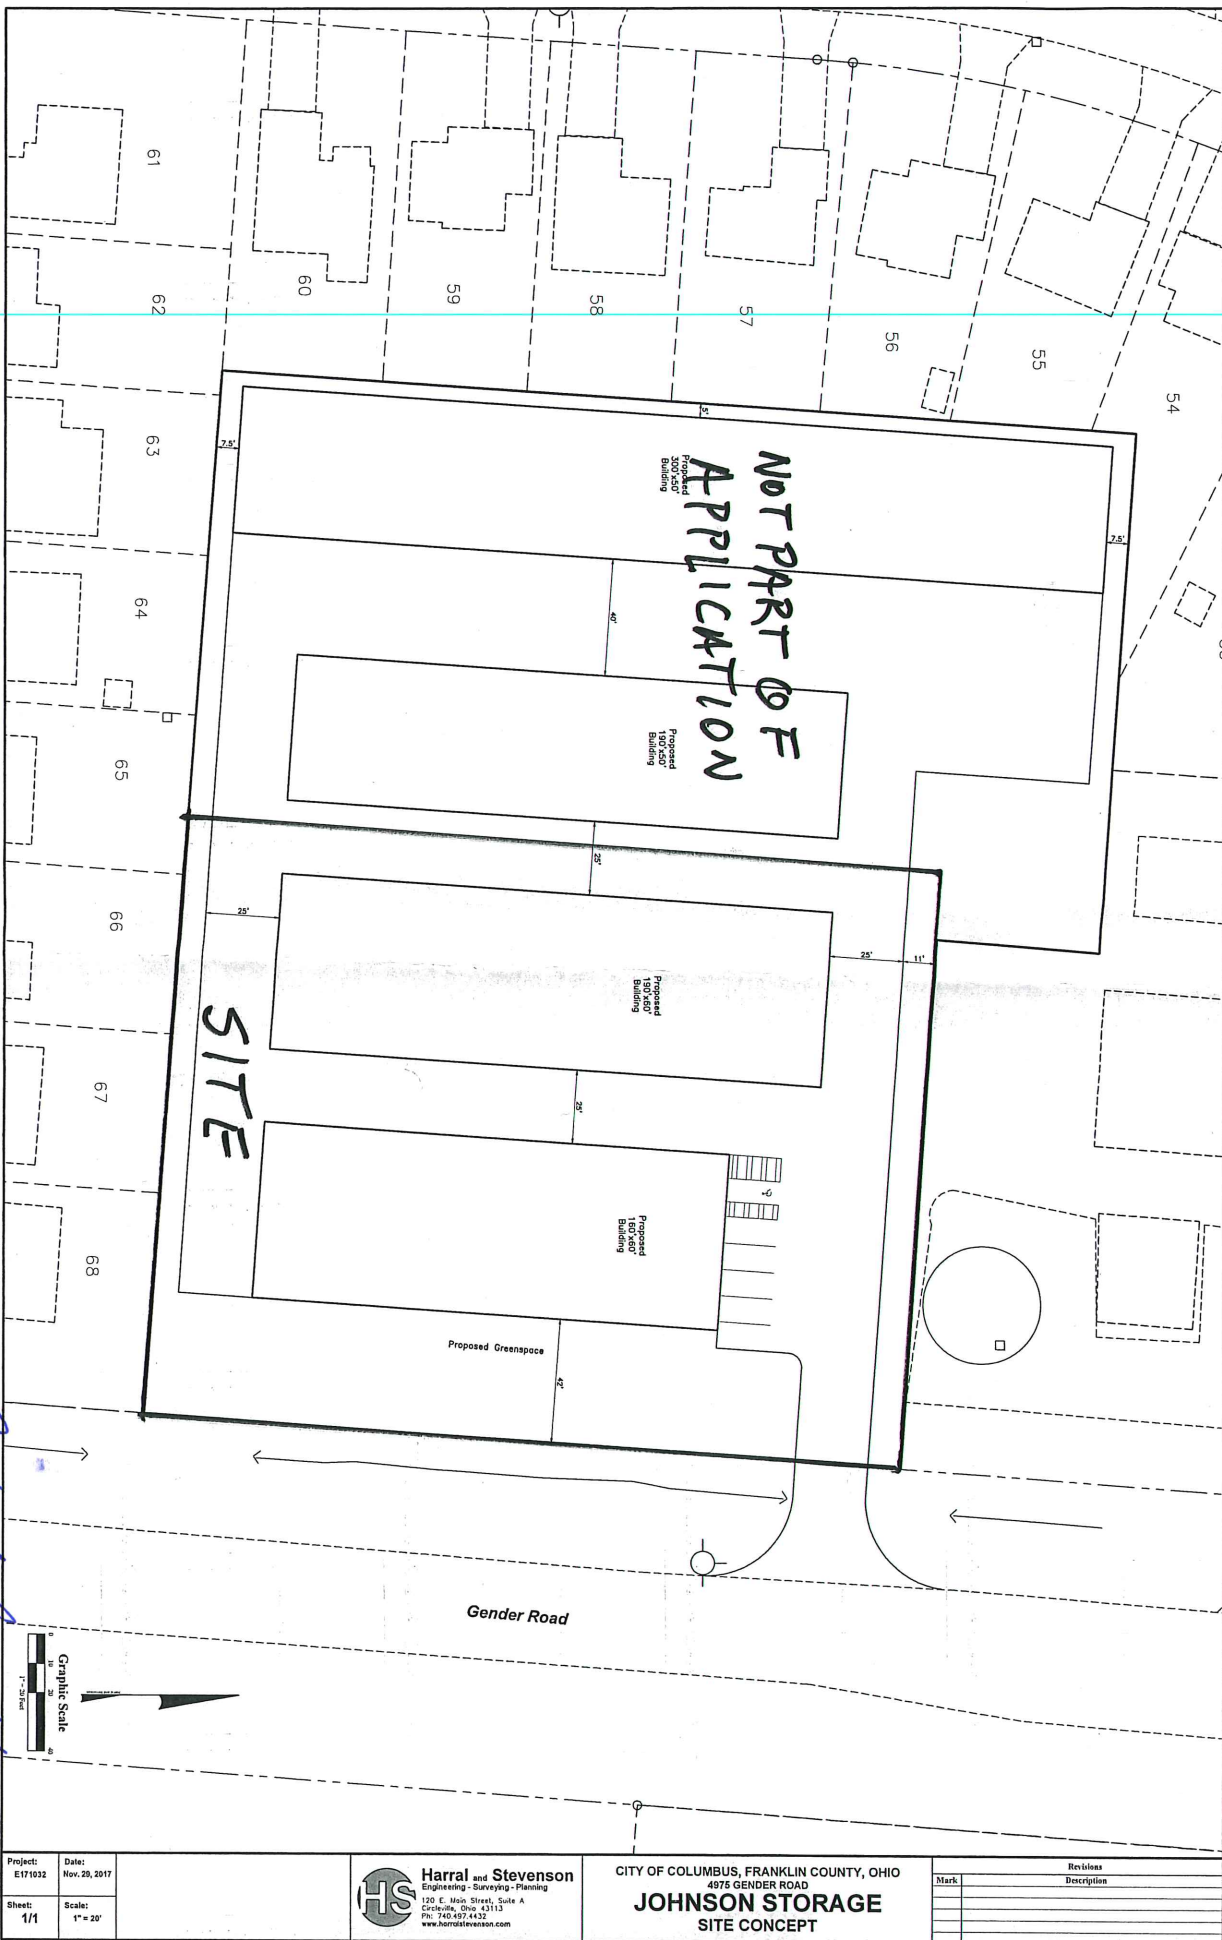 61
62
60
59
58
57
56
55
54
63
64
65
66
67
68
5'
7.5'
7.5'
Proposed
300'x50'
Building
NOT PART OF
APPLICATION
40'
Proposed
190'x50'
Building
25'
25'
25'
11'
Proposed
190'x60'
Building
SITE
25'
Proposed
160'x60'
Building
Proposed Greenspace
42'
Gender Road
Graphic Scale
0 10 20 40
1" = 20 Feet
Project:
E171032
Date:
Nov. 29, 2017
Sheet:
1/1
Scale:
1" = 20'
HS
Harral and Stevenson
Engineering - Surveying - Planning
120 E. Main Street, Suite A
Circleville, Ohio 43113
Ph: 740.497.4432
www.harralstevenson.com
CITY OF COLUMBUS, FRANKLIN COUNTY, OHIO
4975 GENDER ROAD
JOHNSON STORAGE
SITE CONCEPT
Revisions
Mark Description